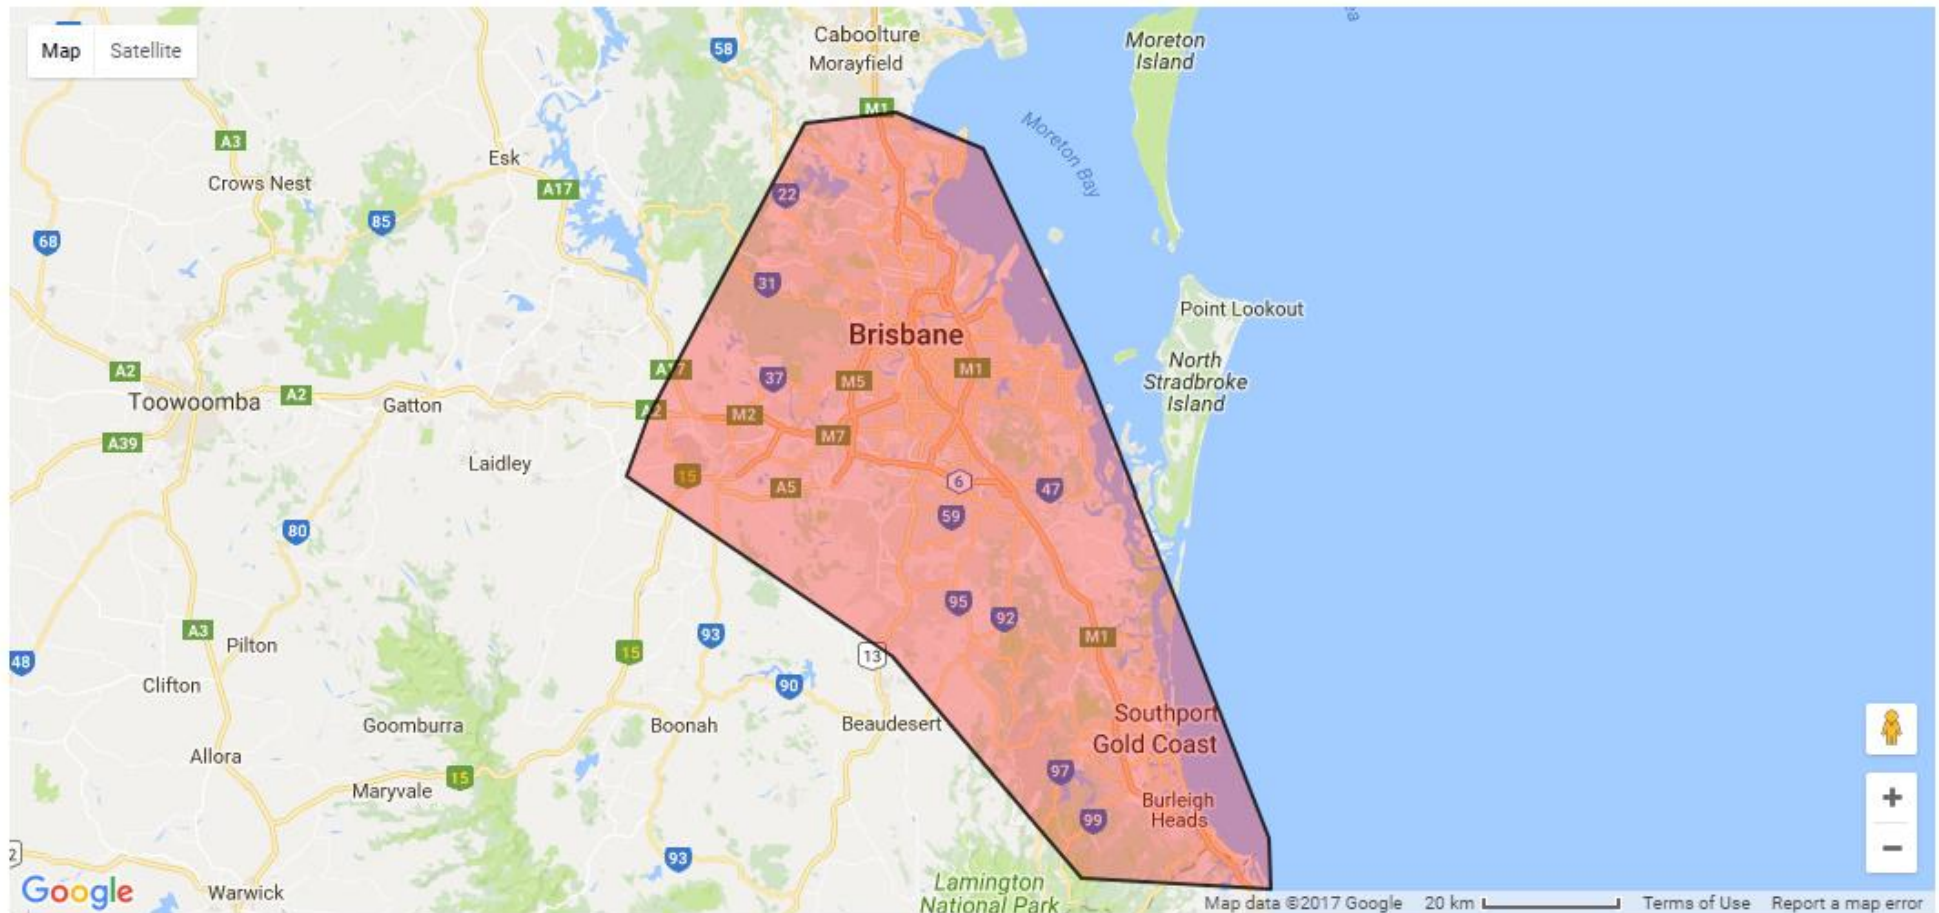 Map Satellite
58
Caboolture
Morayfield
Moreton
Island
M1
A3
Esk
Moreton Bay
Crows Nest
A17
22
85
68
31
Point Lookout
Brisbane
North
Stradbroke
Island
A2
A17
37
M5
M1
Toowoomba
A2
Gatton
A2
M2
A39
M7
Laidley
15
A5
6
47
80
59
95
92
A3
Pilton
93
M1
15
13
48
Clifton
90
Goomburra
Boonah
Beaudesert
Southport
Gold Coast
Allora
15
97
Maryvale
Burleigh
Heads
99
+
2
93
−
Google
Warwick
Lamington
National Park
Map data ©2017 Google 20 km Terms of Use Report a map error